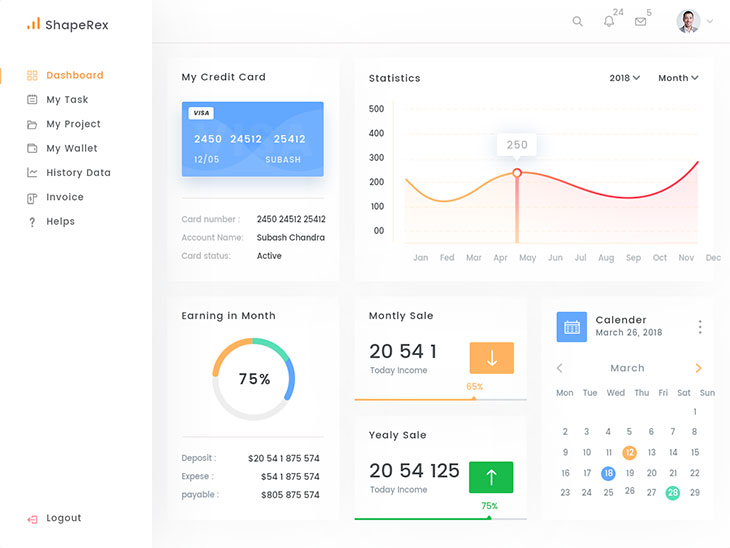 ShapeRex
24
5
Dashboard
My Task
My Project
My Wallet
History Data
Invoice
Helps
Logout
My Credit Card
VISA
2450 24512 25412
12/05 SUBASH
Card number : 2450 24512 25412
Account Name: Subash Chandra
Card status: Active
Statistics
2018 Month
500
400
300
200
100
00
250
Jan Fed Mar Apr May Jun Jul Aug Sep Oct Nov Dec
Earning in Month
75%
Deposit : $20 54 1 875 574
Expese : $54 1 875 574
payable : $805 875 574
Montly Sale
20 54 1
Today Income
65%
Yealy Sale
20 54 125
Today Income
75%
Calender
March 26, 2018
March
Mon Tue Wed Thu Fri Sat Sun
1
2 3 4 5 6 7 8
9 10 11 12 13 14 15
16 17 18 19 20 21 22
23 24 25 26 27 28 29